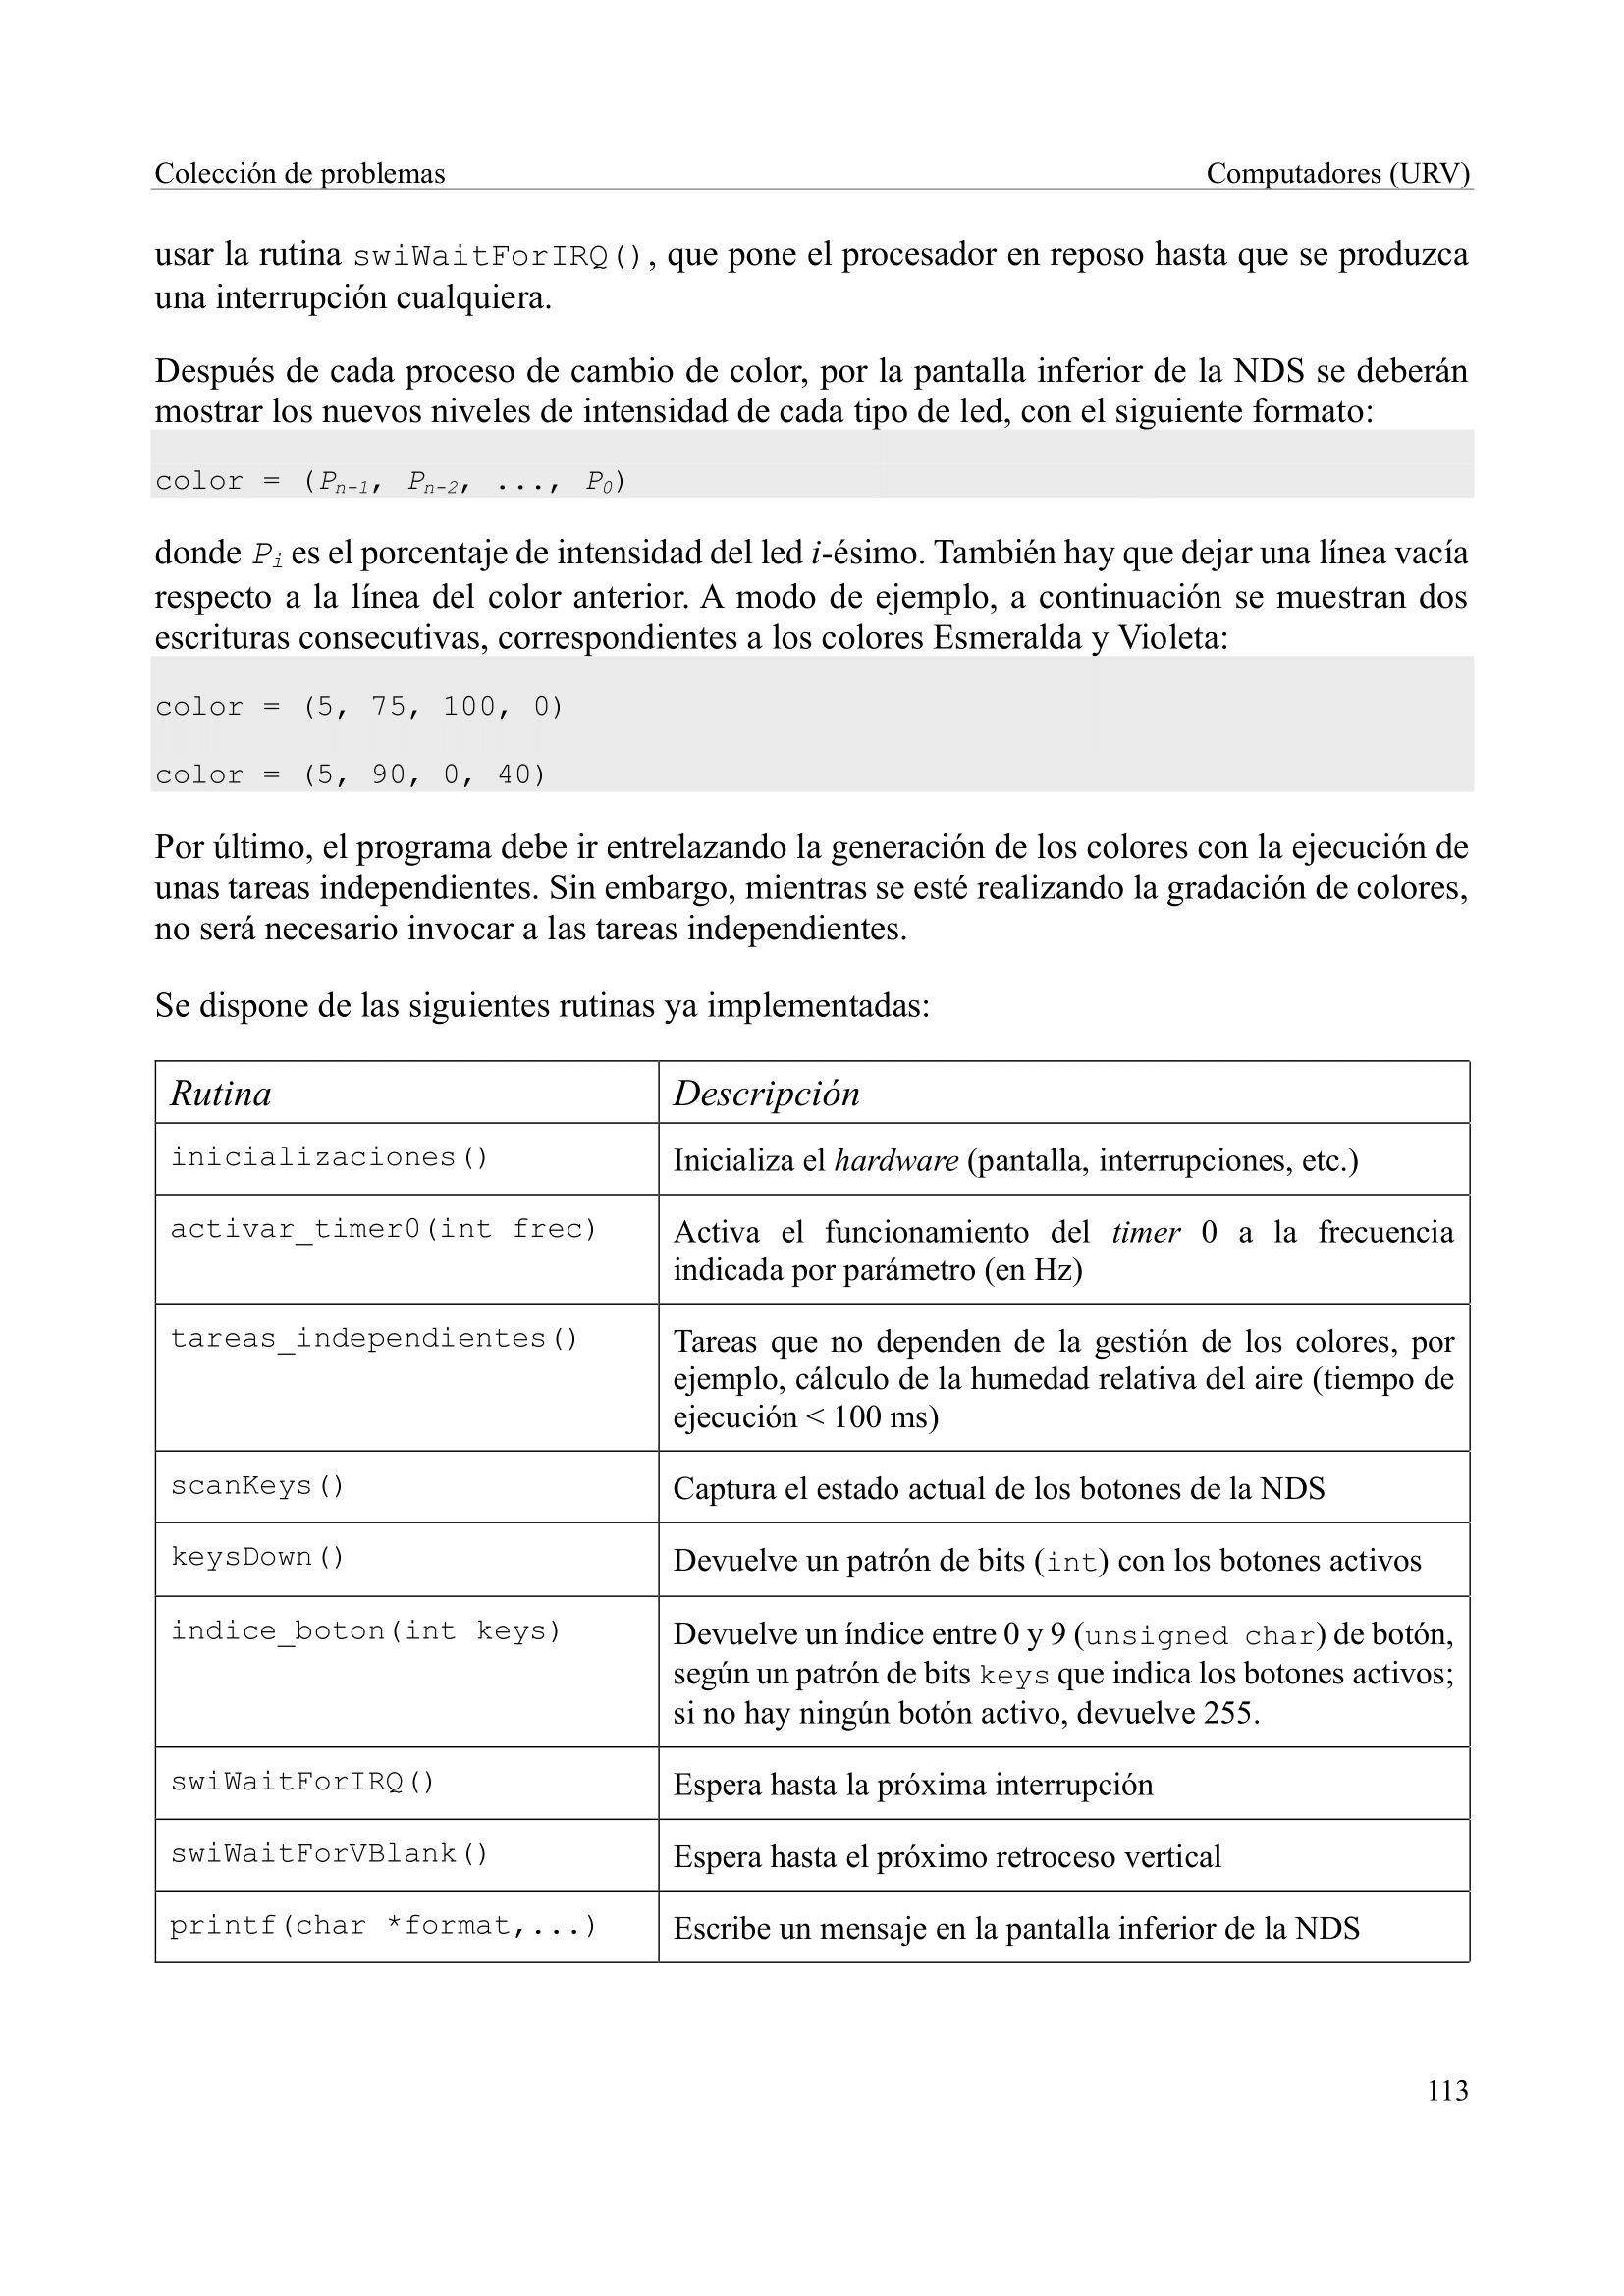 Colección de problemas Computadores (URV)
usar la rutina swiWaitForIRQ(), que pone el procesador en reposo hasta que se produzca
una interrupción cualquiera.
Después de cada proceso de cambio de color, por la pantalla inferior de la NDS se deberán
mostrar los nuevos niveles de intensidad de cada tipo de led, con el siguiente formato:
color = (Pn-1, Pn-2, ..., P0)
donde Pi es el porcentaje de intensidad del led i-ésimo. También hay que dejar una línea vacía
respecto a la línea del color anterior. A modo de ejemplo, a continuación se muestran dos
escrituras consecutivas, correspondientes a los colores Esmeralda y Violeta:
color = (5, 75, 100, 0)
color = (5, 90, 0, 40)
Por último, el programa debe ir entrelazando la generación de los colores con la ejecución de
unas tareas independientes. Sin embargo, mientras se esté realizando la gradación de colores,
no será necesario invocar a las tareas independientes.
Se dispone de las siguientes rutinas ya implementadas:
Rutina Descripción
inicializaciones() Inicializa el hardware (pantalla, interrupciones, etc.)
activar_timer0(int frec) Activa el funcionamiento del timer 0 a la frecuencia
indicada por parámetro (en Hz)
tareas_independientes() Tareas que no dependen de la gestión de los colores, por
ejemplo, cálculo de la humedad relativa del aire (tiempo de
ejecución < 100 ms)
scanKeys() Captura el estado actual de los botones de la NDS
keysDown() Devuelve un patrón de bits (int) con los botones activos
indice_boton(int keys) Devuelve un índice entre 0 y 9 (unsigned char) de botón,
según un patrón de bits keys que indica los botones activos;
si no hay ningún botón activo, devuelve 255.
swiWaitForIRQ() Espera hasta la próxima interrupción
swiWaitForVBlank() Espera hasta el próximo retroceso vertical
printf(char *format,...) Escribe un mensaje en la pantalla inferior de la NDS
113